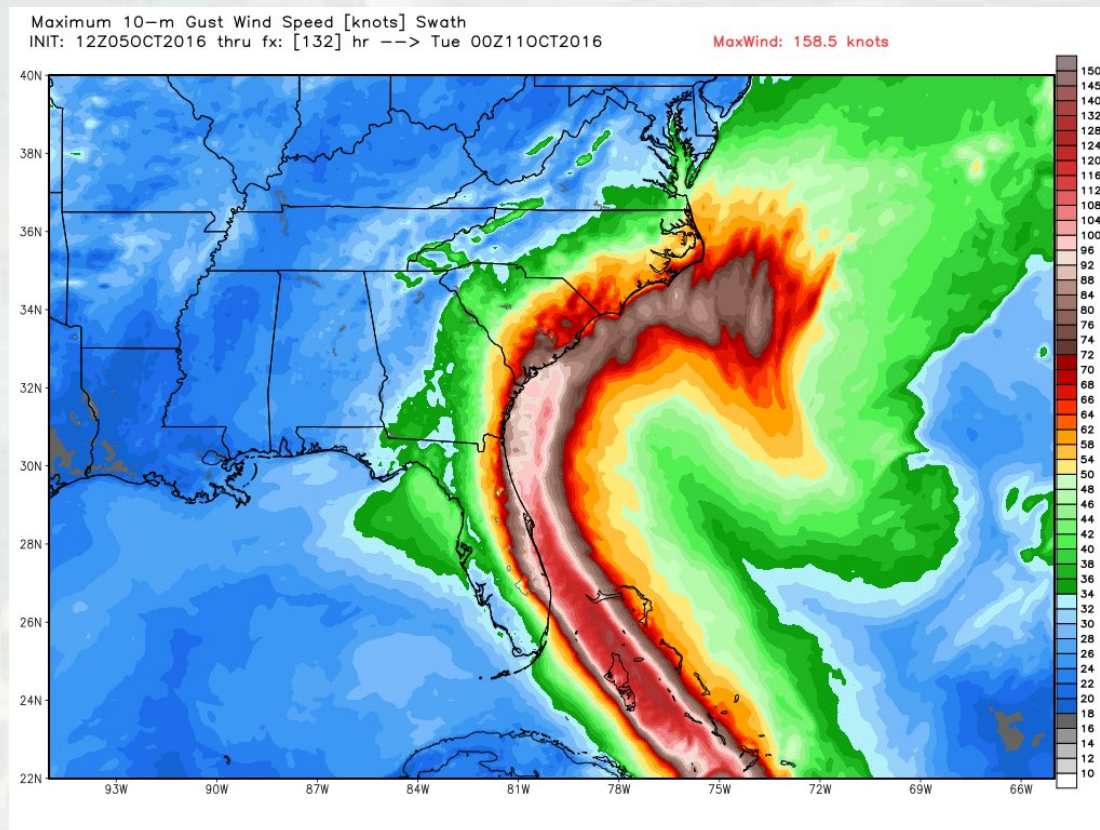 Maximum 10-m Gust Wind Speed [knots] Swath
INIT: 12Z05OCT2016 thru fx: [132] hr --> Tue 00Z11OCT2016
MaxWind: 158.5 knots
40N
38N
36N
34N
32N
30N
28N
26N
24N
22N
93W
90W
87W
84W
81W
78W
75W
72W
69W
66W
150
145
140
132
128
124
120
116
112
108
104
100
96
92
88
84
80
76
74
72
70
68
66
64
62
58
54
50
48
46
44
42
40
38
36
34
32
30
28
26
24
22
20
18
16
14
12
10